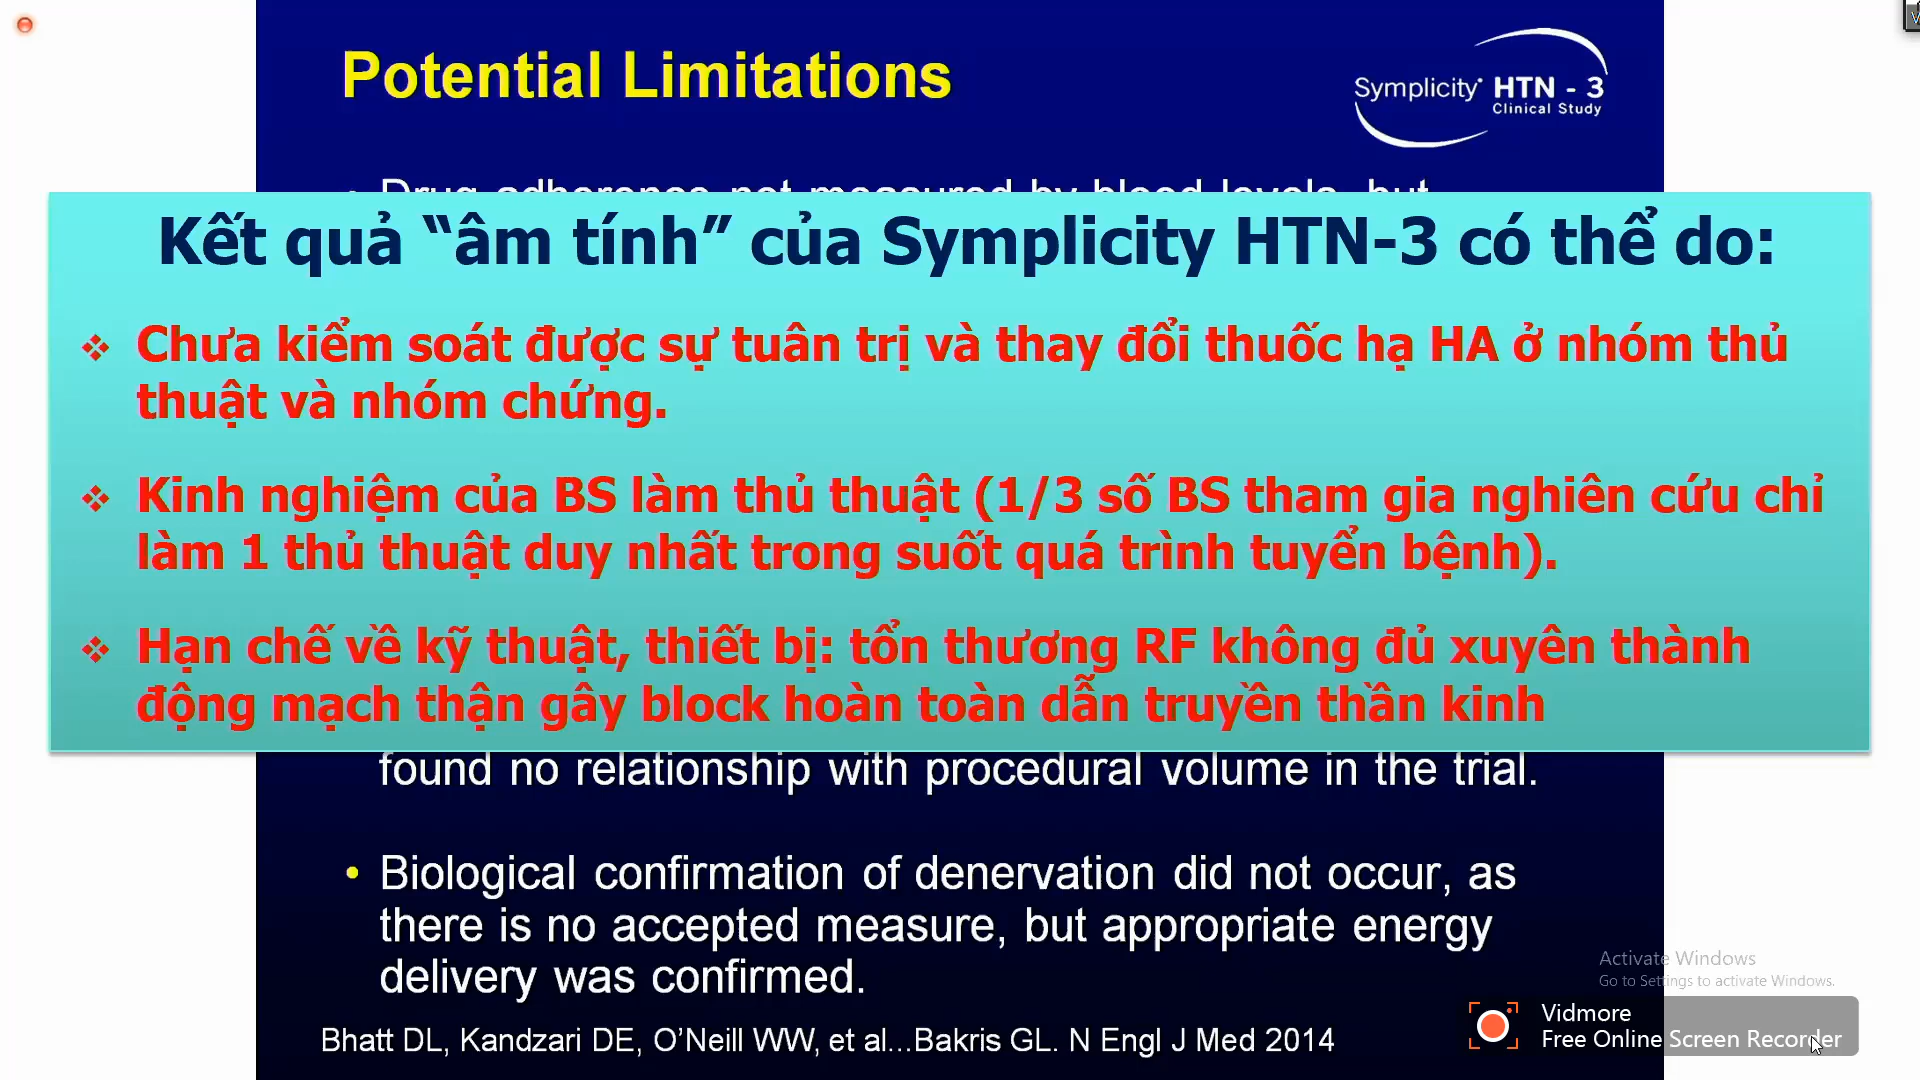 Potential Limitations
Symplicity HTN - 3
Clinical Study
Drug adherence not measured by blood levels, but
Kết quả “âm tính” của Symplicity HTN-3 có thể do:
❖ Chưa kiểm soát được sự tuân trị và thay đổi thuốc hạ HA ở nhóm thủ
thuật và nhóm chứng.
❖ Kinh nghiệm của BS làm thủ thuật (1/3 số BS tham gia nghiên cứu chỉ
làm 1 thủ thuật duy nhất trong suốt quá trình tuyển bệnh).
❖ Hạn chế về kỹ thuật, thiết bị: tổn thương RF không đủ xuyên thành
động mạch thận gây block hoàn toàn dẫn truyền thần kinh
found no relationship with procedural volume in the trial.
• Biological confirmation of denervation did not occur, as
there is no accepted measure, but appropriate energy
delivery was confirmed.
Activate Windows
Go to Settings to activate Windows.
Vidmore
Free Online Screen Recorder
Bhatt DL, Kandzari DE, O’Neill WW, et al...Bakris GL. N Engl J Med 2014